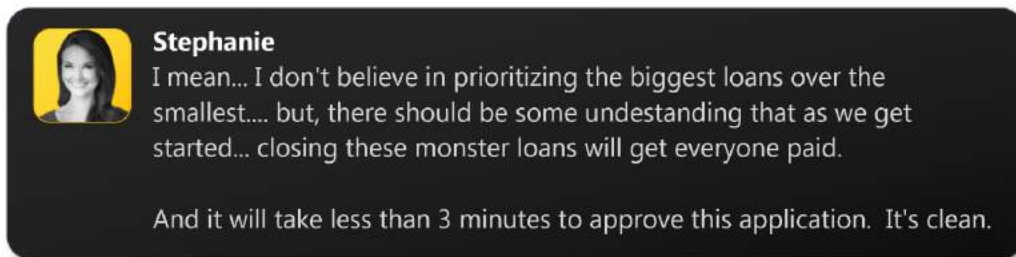 Stephanie
I mean... I don't believe in prioritizing the biggest loans over the
smallest.... but, there should be some undestanding that as we get
started... closing these monster loans will get everyone paid.
And it will take less than 3 minutes to approve this application.  It's clean.